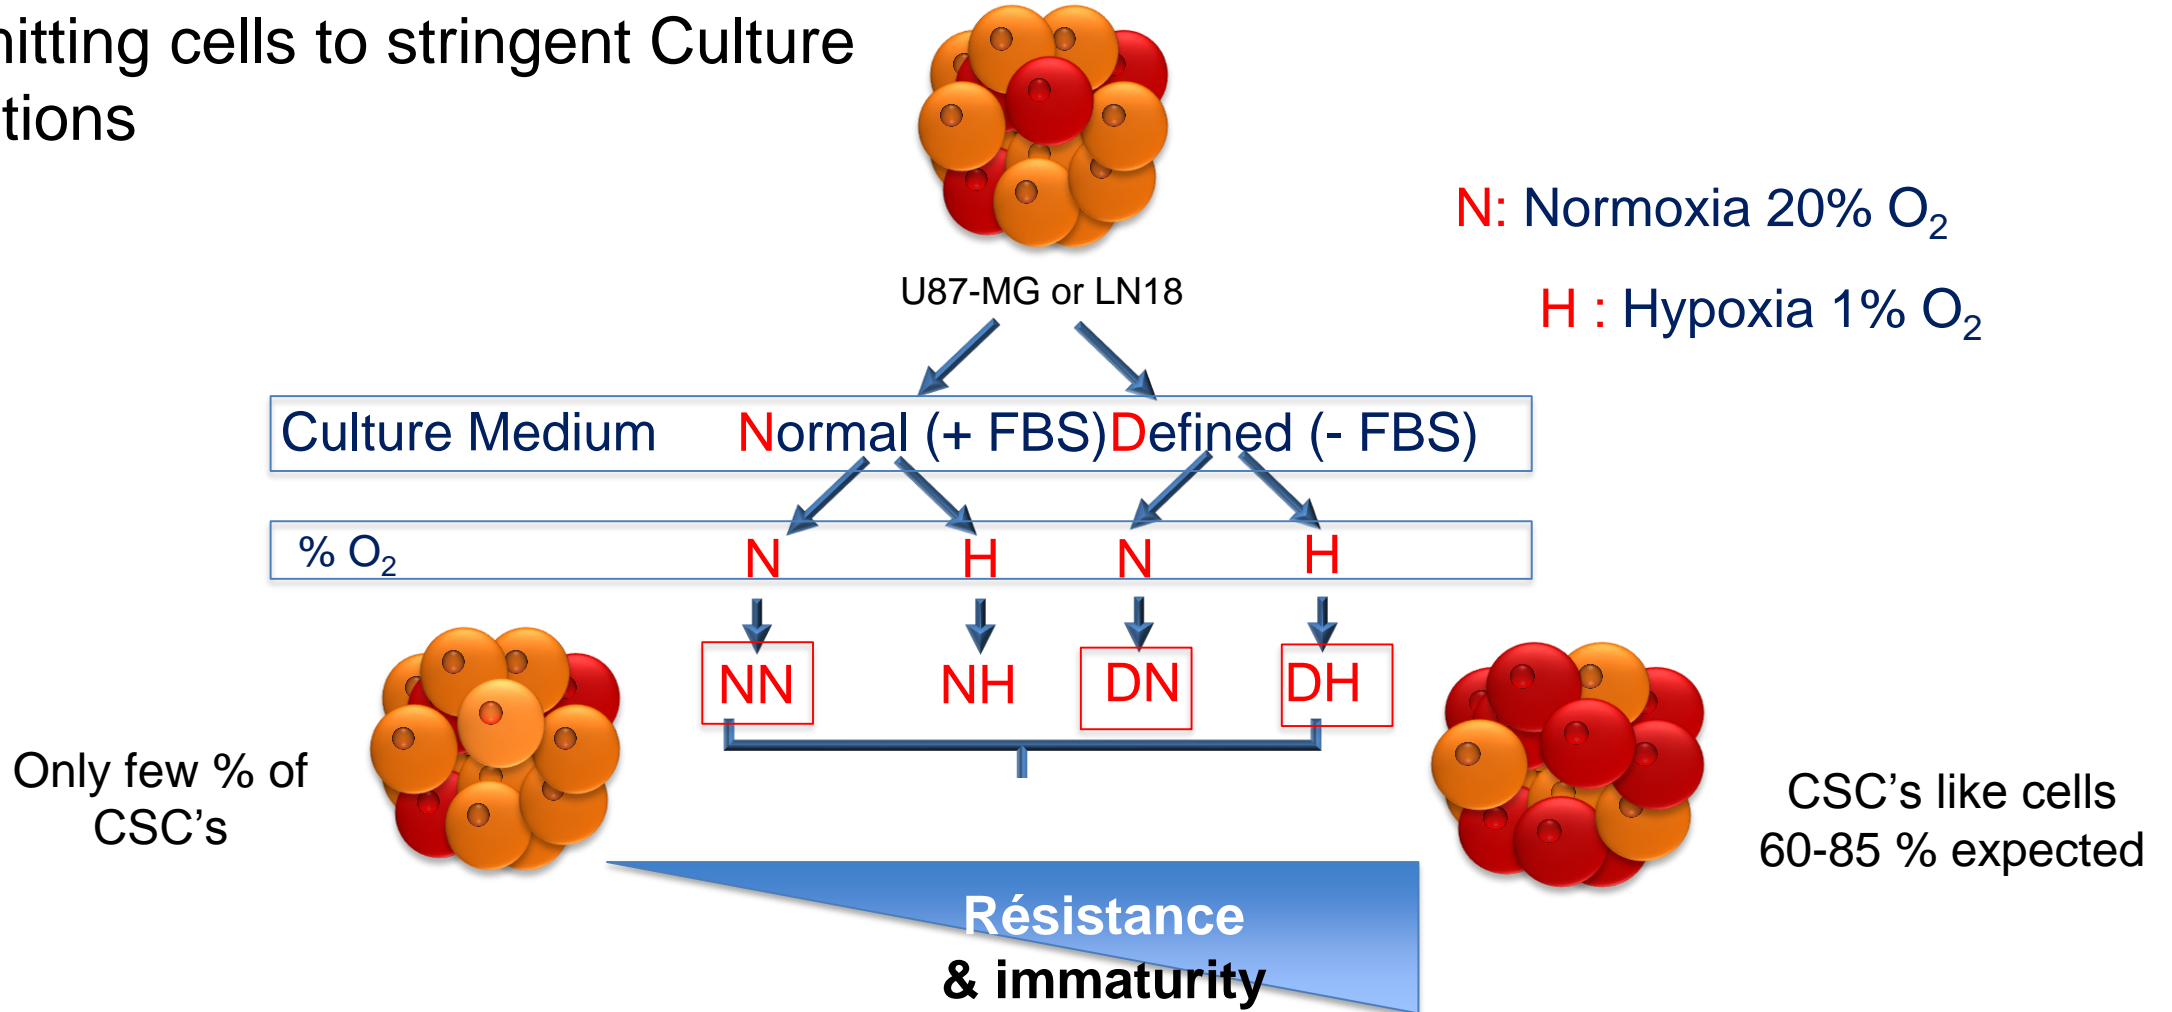 mitting cells to stringent Culture
tions
N: Normoxia 20% O₂
H : Hypoxia 1% O₂
U87-MG or LN18
Culture Medium Normal (+ FBS) Defined (- FBS)
% O₂ N H N H
NN NH DN DH
Only few % of
CSC's
CSC's like cells
60-85 % expected
Résistance
& immaturity